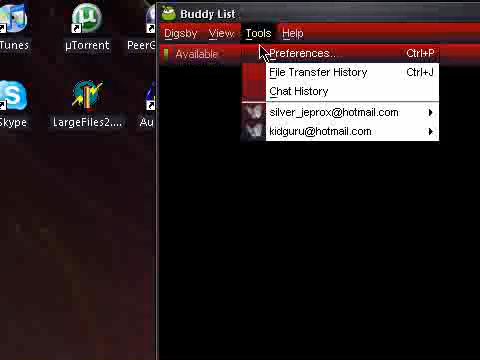 Buddy List
Digsby View Tools Help
Available
Preferences... Ctrl+P
File Transfer History Ctrl+J
Chat History
silver_jeprox@hotmail.com
kidguru@hotmail.com
iTunes µTorrent PeerG
Skype LargeFiles2.... Au